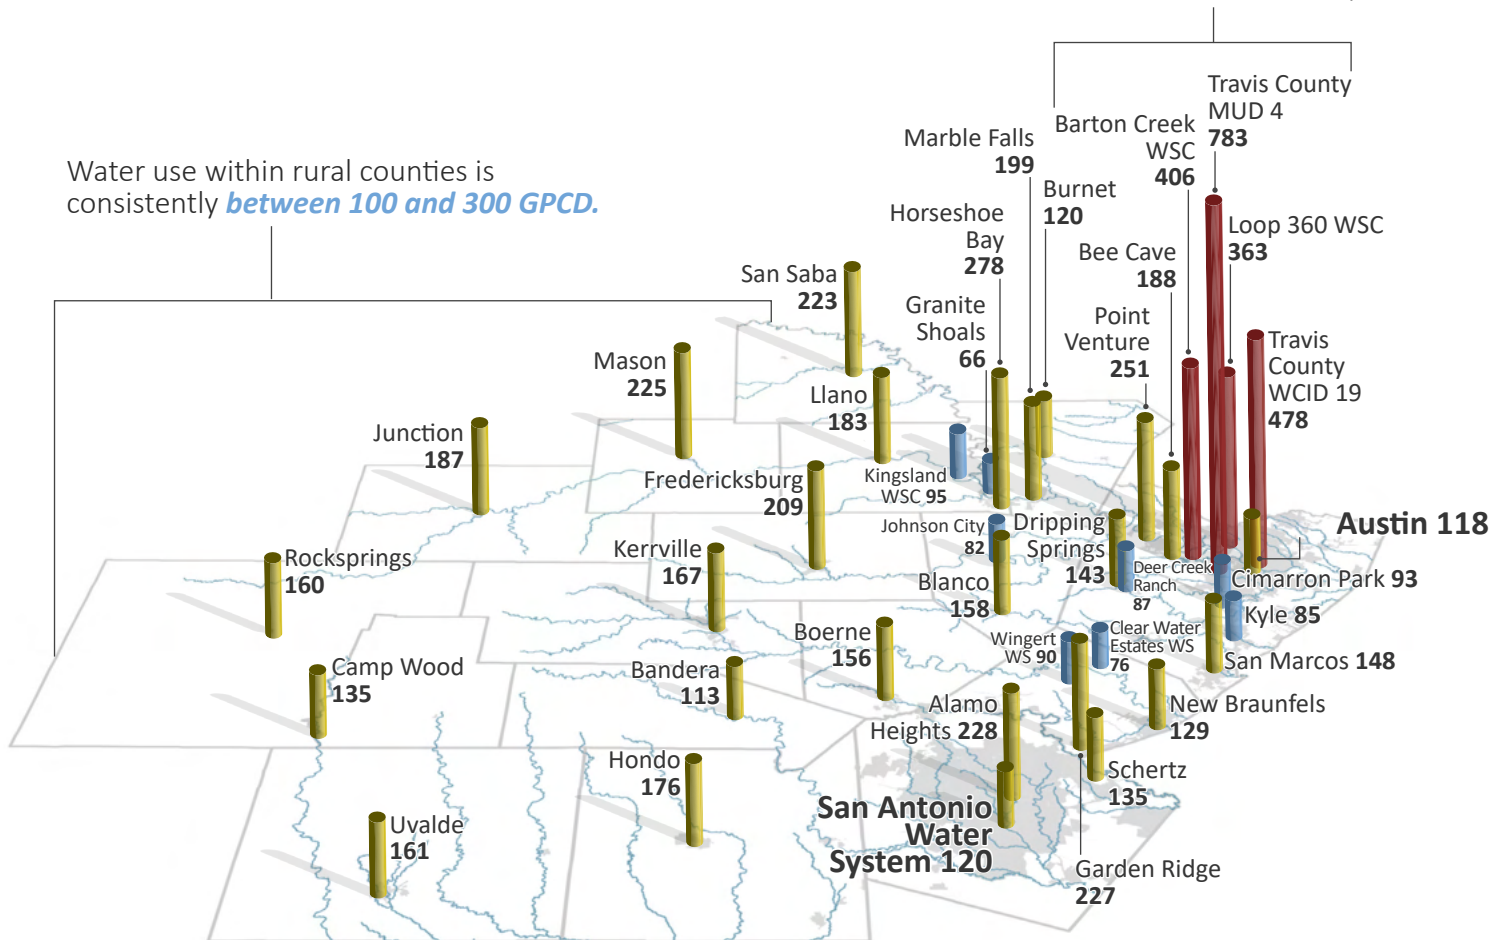 Water use within rural counties is
consistently between 100 and 300 GPCD.
Travis County
MUD 4
783
Barton Creek
WSC
406
Marble Falls
199
Burnet
120
Horseshoe
Bay
278
Loop 360 WSC
363
Bee Cave
188
San Saba
223
Granite
Shoals
66
Point
Venture
251
Travis
County
WCID 19
478
Mason
225
Llano
183
Junction
187
Fredericksburg
209
Kingsland
WSC 95
Johnson City
82
Dripping
Springs
143
Austin 118
Rocksprings
160
Kerrville
167
Blanco
158
Deer Creek
Ranch
87
Cimarron Park 93
Kyle 85
Boerne
156
Wingert
WS 90
Clear Water
Estates WS
76
San Marcos 148
Camp Wood
135
Bandera
113
Alamo
Heights 228
New Braunfels
129
Hondo
176
Schertz
135
San Antonio
Water
System 120
Uvalde
161
Garden Ridge
227